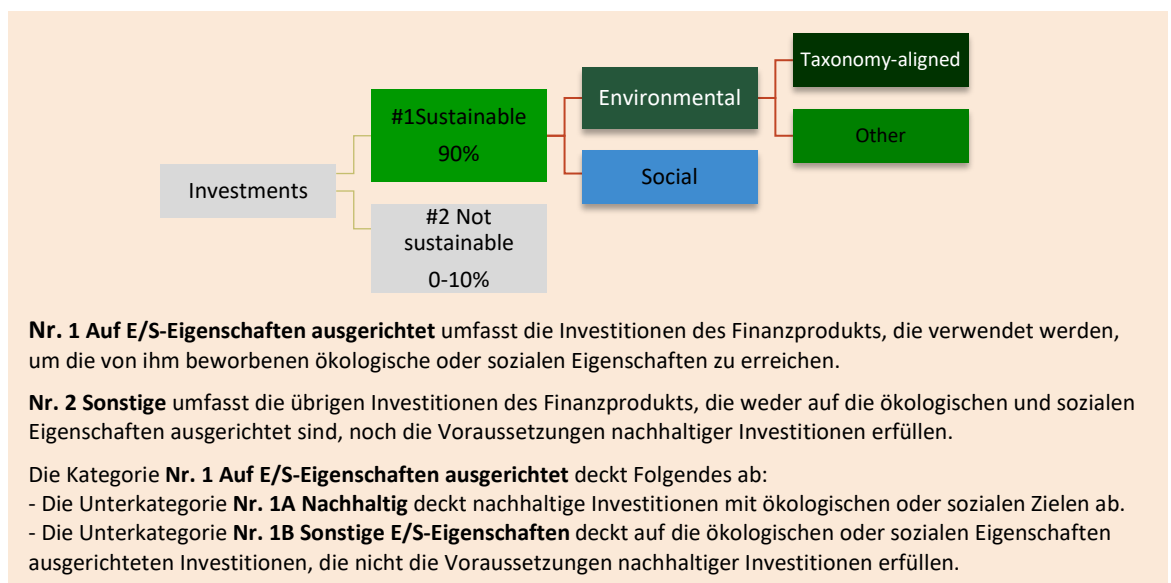 Taxonomy-aligned
Environmental
#1Sustainable
90%
Other
Social
Investments
#2 Not
sustainable
0-10%
Nr. 1 Auf E/S-Eigenschaften ausgerichtet umfasst die Investitionen des Finanzprodukts, die verwendet werden,
um die von ihm beworbenen ökologische oder sozialen Eigenschaften zu erreichen.
Nr. 2 Sonstige umfasst die übrigen Investitionen des Finanzprodukts, die weder auf die ökologischen und sozialen
Eigenschaften ausgerichtet sind, noch die Voraussetzungen nachhaltiger Investitionen erfüllen.
Die Kategorie Nr. 1 Auf E/S-Eigenschaften ausgerichtet deckt Folgendes ab:
- Die Unterkategorie Nr. 1A Nachhaltig deckt nachhaltige Investitionen mit ökologischen oder sozialen Zielen ab.
- Die Unterkategorie Nr. 1B Sonstige E/S-Eigenschaften deckt auf die ökologischen oder sozialen Eigenschaften
ausgerichteten Investitionen, die nicht die Voraussetzungen nachhaltiger Investitionen erfüllen.